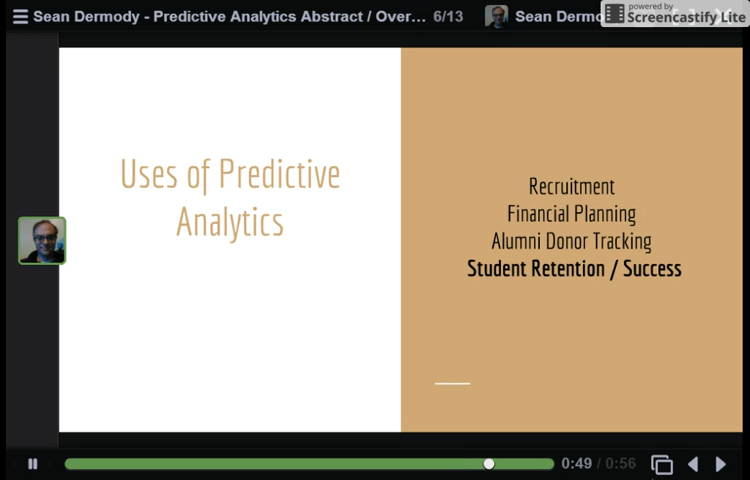 Sean Dermody - Predictive Analytics Abstract / Over... 6/13
Sean Dermo
powered by
Screencastify Lite
Uses of Predictive
Analytics
Recruitment
Financial Planning
Alumni Donor Tracking
Student Retention / Success
0:49 / 0:56